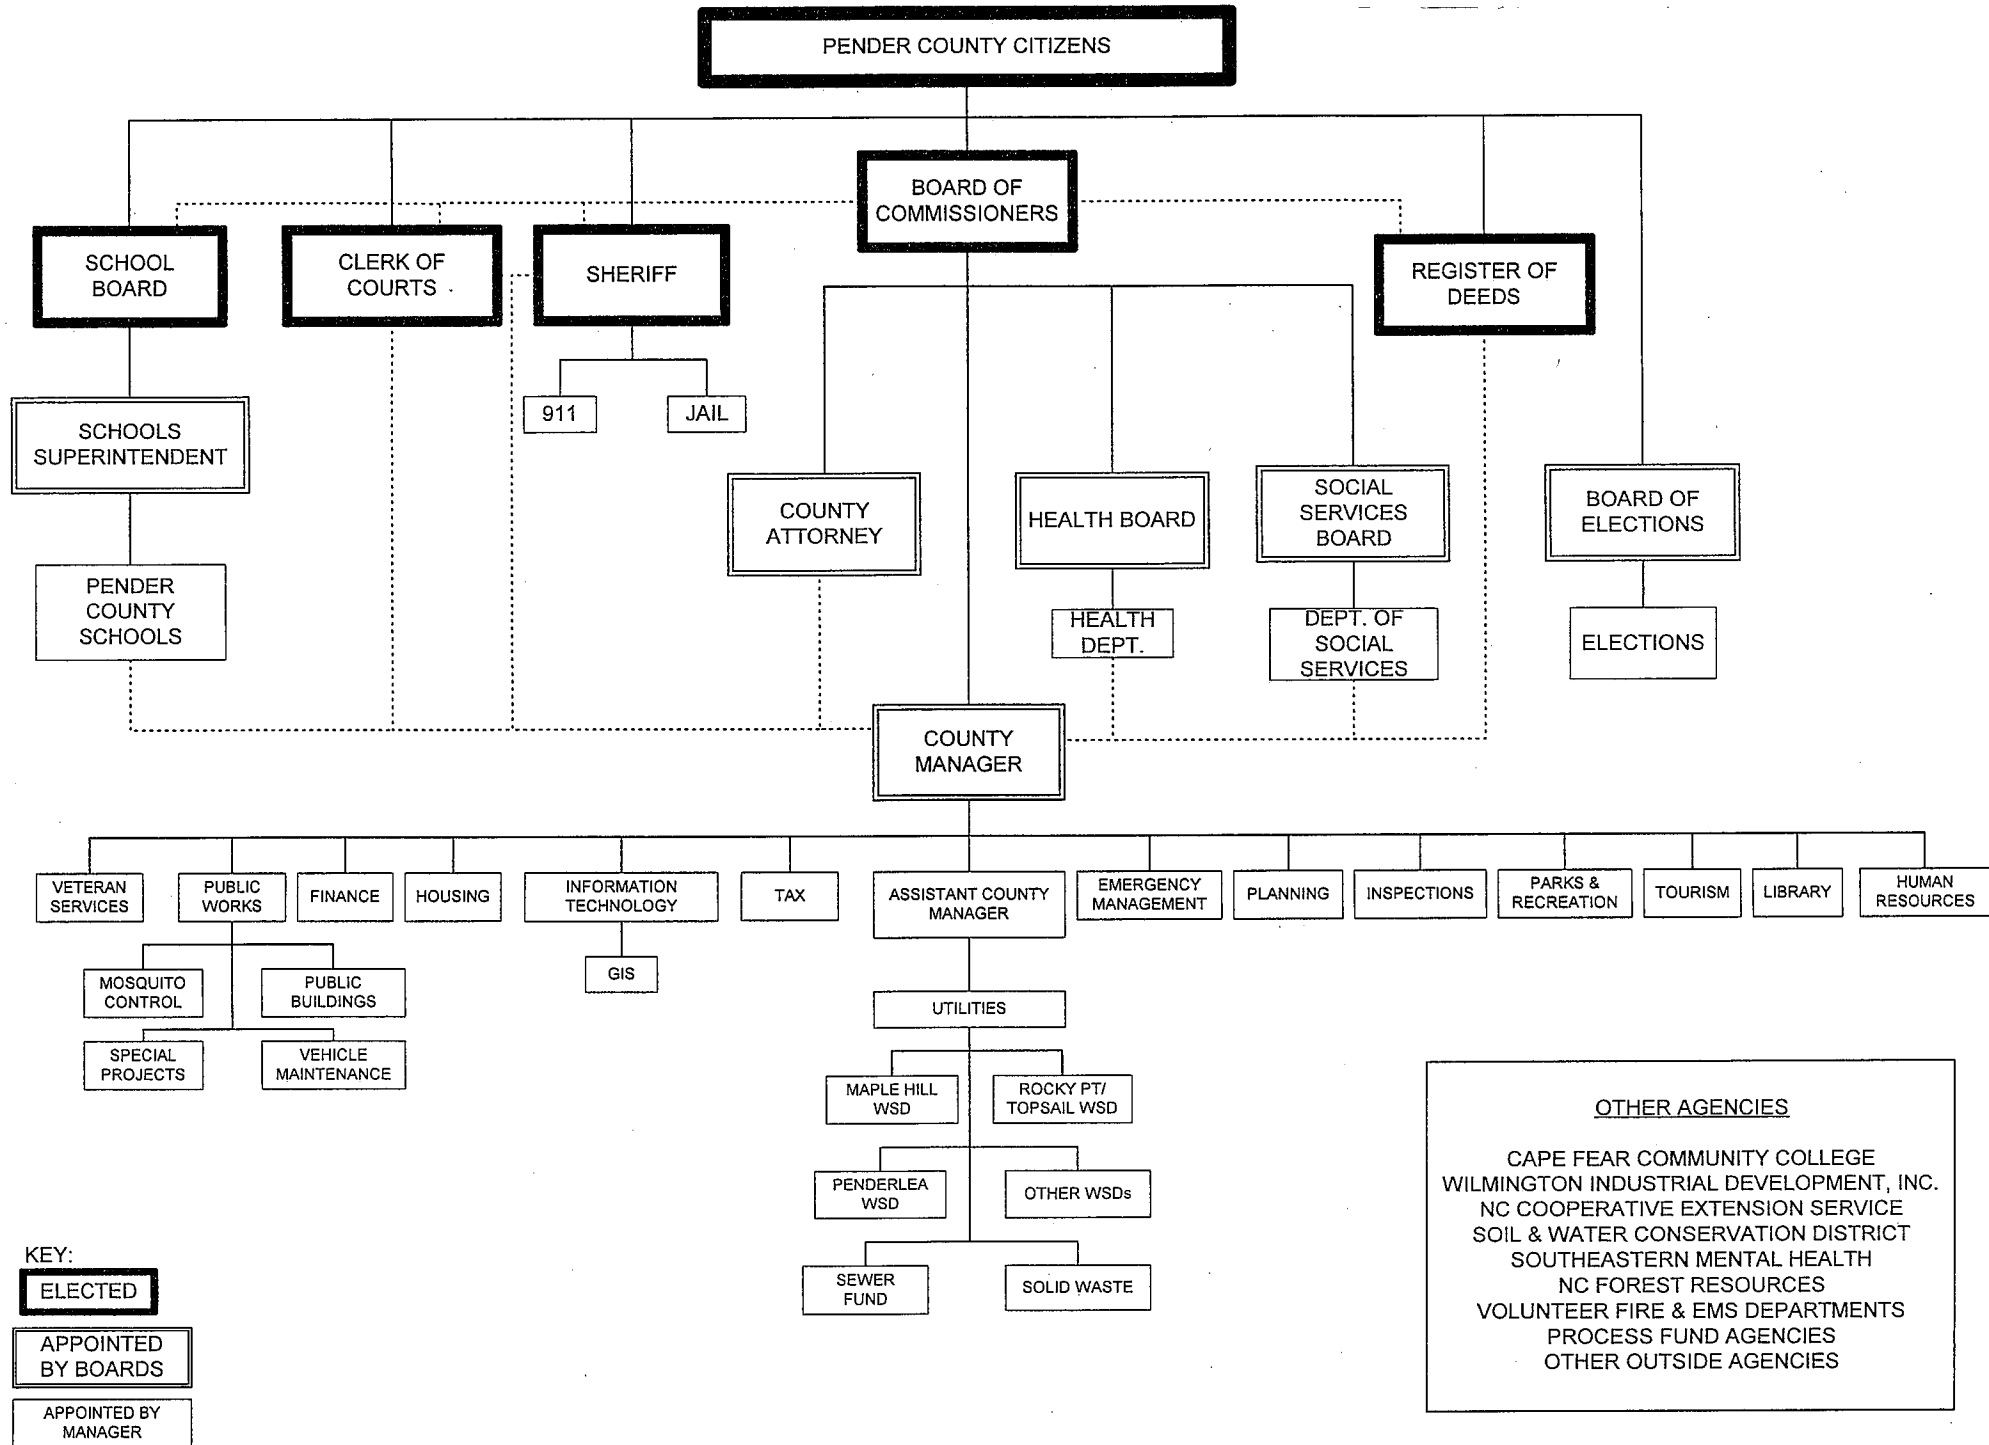 PENDER COUNTY CITIZENS
BOARD OF
COMMISSIONERS
SCHOOL
BOARD
CLERK OF
COURTS
SHERIFF
REGISTER OF
DEEDS
911
JAIL
SCHOOLS
SUPERINTENDENT
COUNTY
ATTORNEY
HEALTH BOARD
SOCIAL
SERVICES
BOARD
BOARD OF
ELECTIONS
PENDER
COUNTY
SCHOOLS
HEALTH
DEPT.
DEPT. OF
SOCIAL
SERVICES
ELECTIONS
COUNTY
MANAGER
VETERAN
SERVICES
PUBLIC
WORKS
FINANCE
HOUSING
INFORMATION
TECHNOLOGY
TAX
ASSISTANT COUNTY
MANAGER
EMERGENCY
MANAGEMENT
PLANNING
INSPECTIONS
PARKS &
RECREATION
TOURISM
LIBRARY
HUMAN
RESOURCES
MOSQUITO
CONTROL
PUBLIC
BUILDINGS
GIS
SPECIAL
PROJECTS
VEHICLE
MAINTENANCE
UTILITIES
MAPLE HILL
WSD
ROCKY PT/
TOPSAIL WSD
PENDERLEA
WSD
OTHER WSDs
SEWER
FUND
SOLID WASTE
OTHER AGENCIES
CAPE FEAR COMMUNITY COLLEGE
WILMINGTON INDUSTRIAL DEVELOPMENT, INC.
NC COOPERATIVE EXTENSION SERVICE
SOIL & WATER CONSERVATION DISTRICT
SOUTHEASTERN MENTAL HEALTH
NC FOREST RESOURCES
VOLUNTEER FIRE & EMS DEPARTMENTS
PROCESS FUND AGENCIES
OTHER OUTSIDE AGENCIES
KEY:
ELECTED
APPOINTED
BY BOARDS
APPOINTED BY
MANAGER